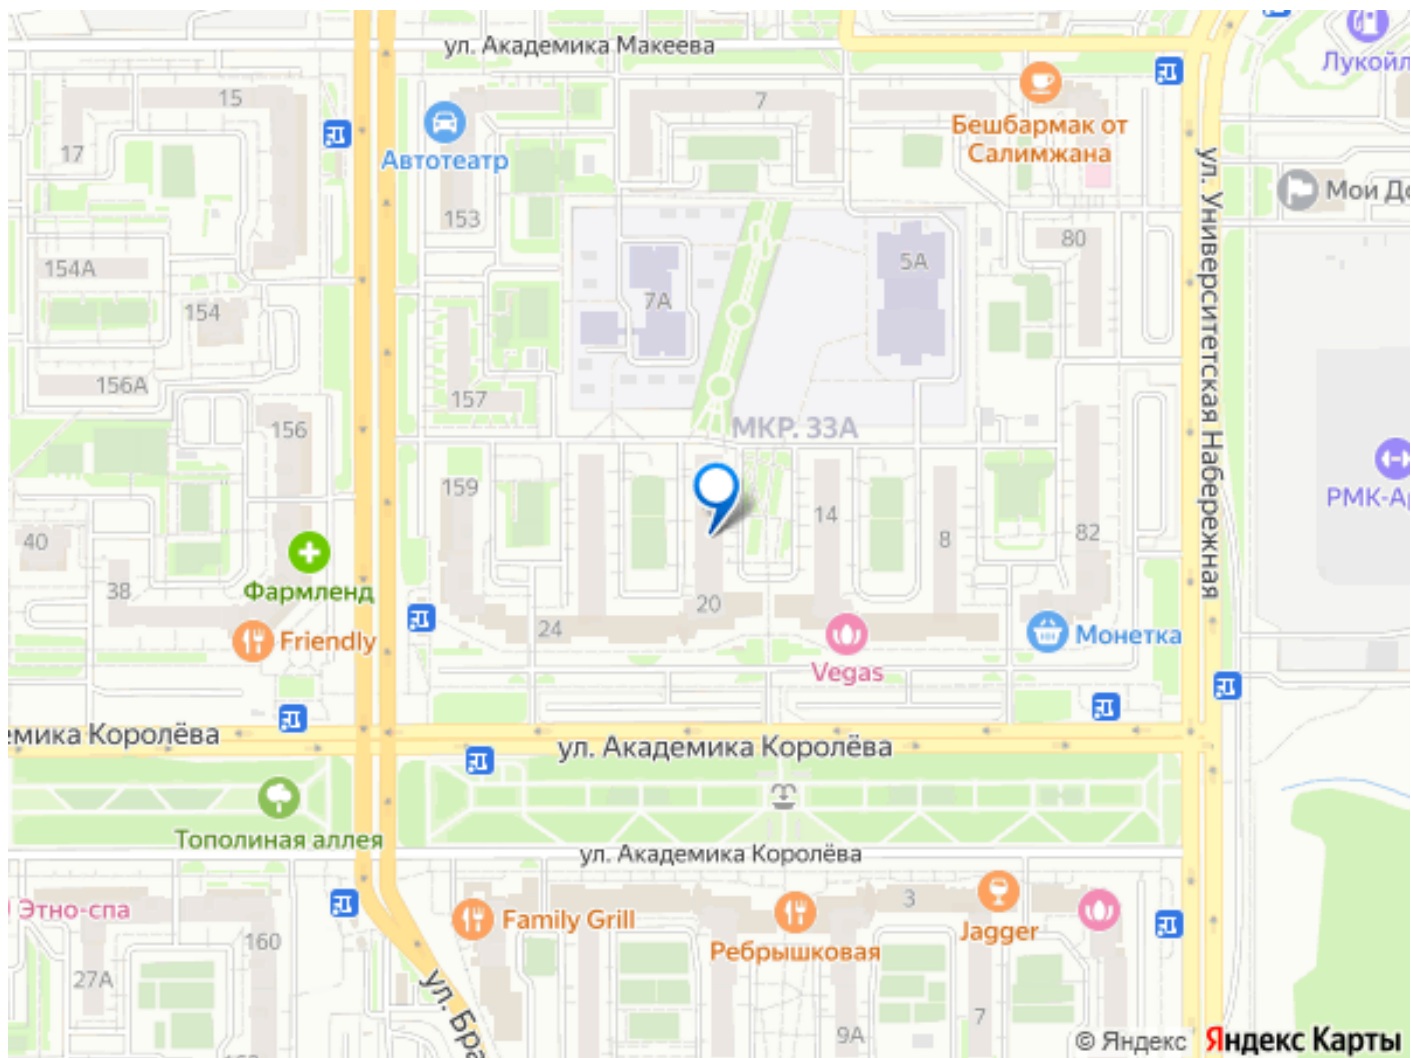 ул. Академика Макеева
Лукойл
15
7
17
Бешбармак от
Салимжана
Автотеатр
ул. Университетская Набережная
Мои До
153
80
154А
5А
7А
154
156А
157
МКР. 33А
156
159
РМК-Ар
14
82
40
8
38
Фармленд
20
24
Friendly
Монетка
Vegas
емика Королёва
ул. Академика Королёва
Тополиная аллея
ул. Академика Королёва
Этно-спа
3
Family Grill
Jagger
160
Ребрышковая
27А
ул. Бра
7
9А
© Яндекс
Яндекс Карты